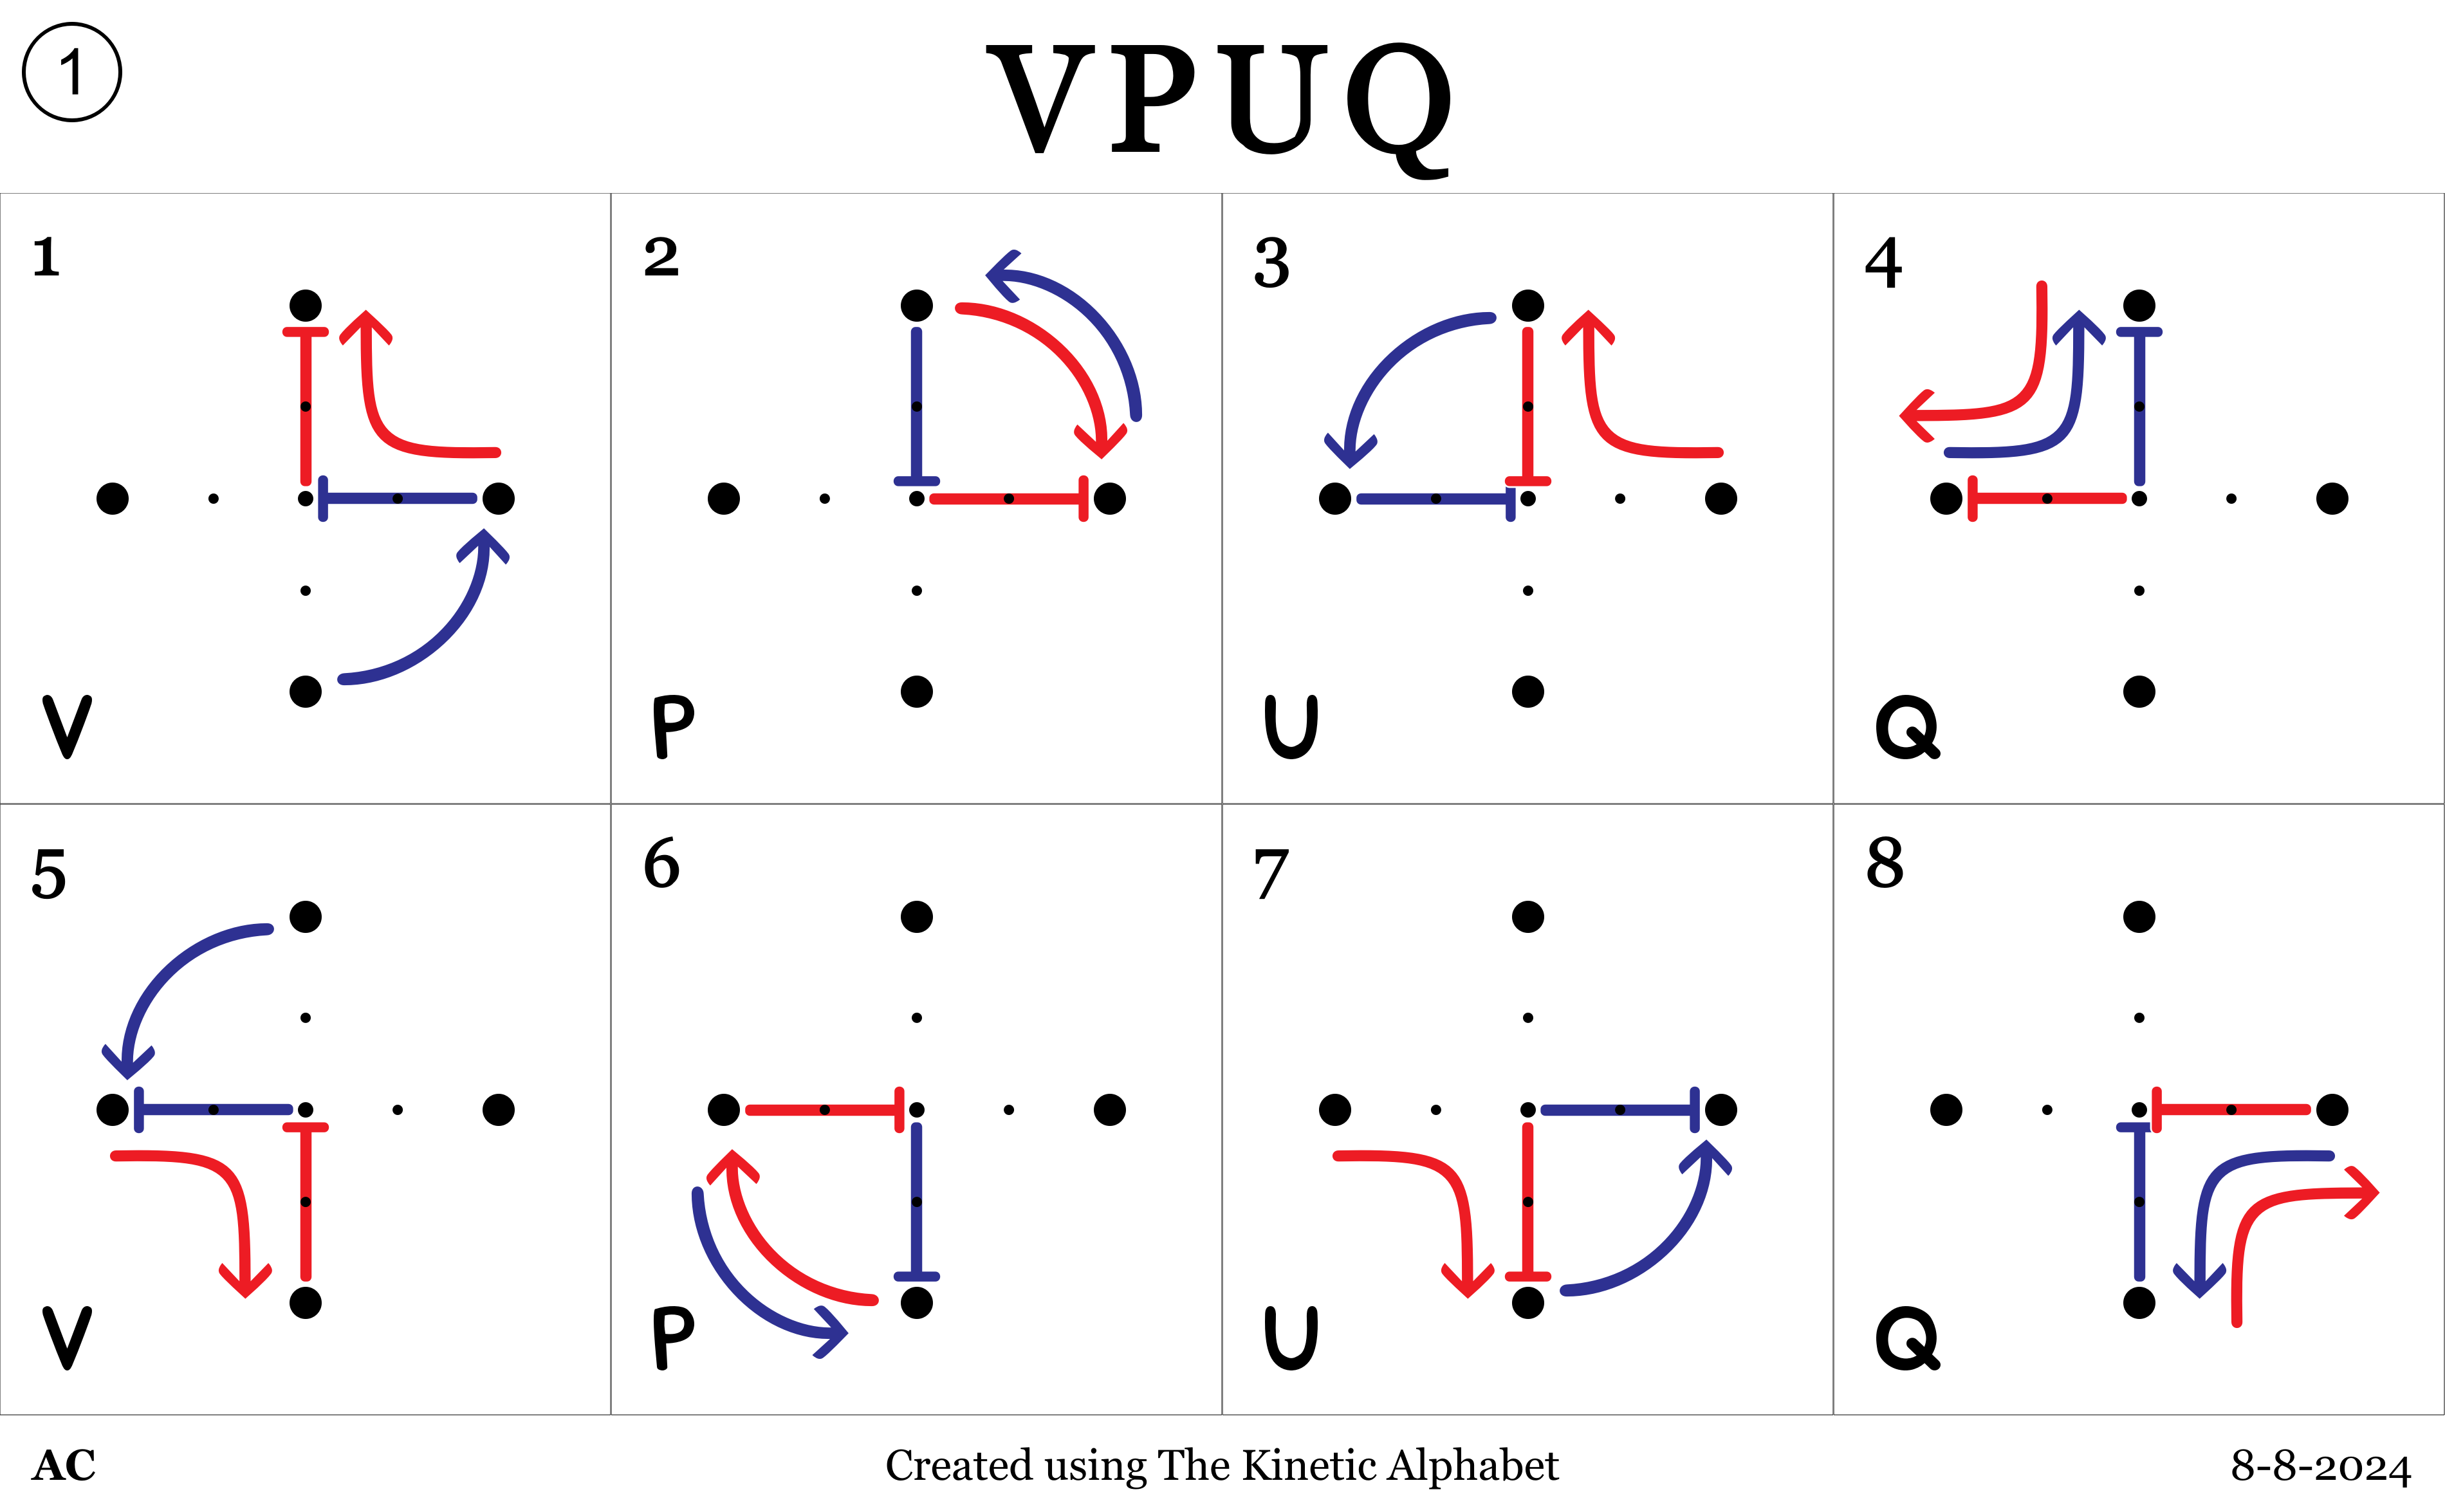 1
VPUQ
1
2
3
4
V
P
U
Q
5
6
7
8
V
P
U
Q
AC
Created using The Kinetic Alphabet
8-8-2024